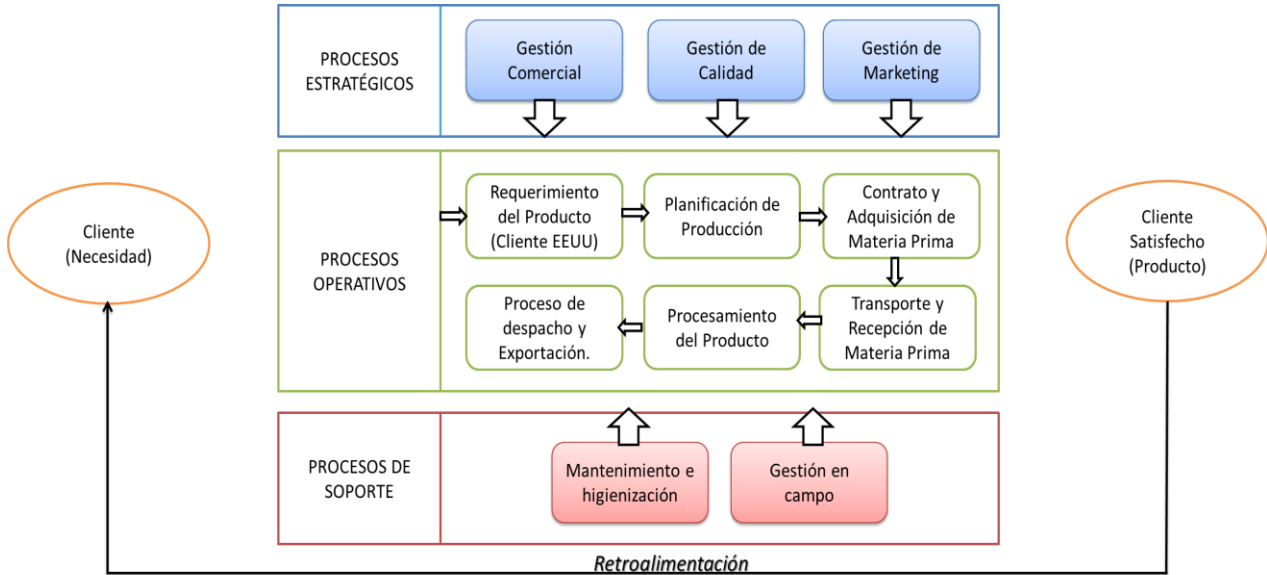 PROCESOS
ESTRATÉGICOS
Gestión
Comercial
Gestión de
Calidad
Gestión de
Marketing
Cliente
(Necesidad)
PROCESOS
OPERATIVOS
Requerimiento
del Producto
(Cliente EEUU)
Planificación de
Producción
Contrato y
Adquisición de
Materia Prima
Proceso de
despacho y
Exportación.
Procesamiento
del Producto
Transporte y
Recepción de
Materia Prima
Cliente
Satisfecho
(Producto)
PROCESOS DE
SOPORTE
Mantenimiento e
higienización
Gestión en
campo
Retroalimentación